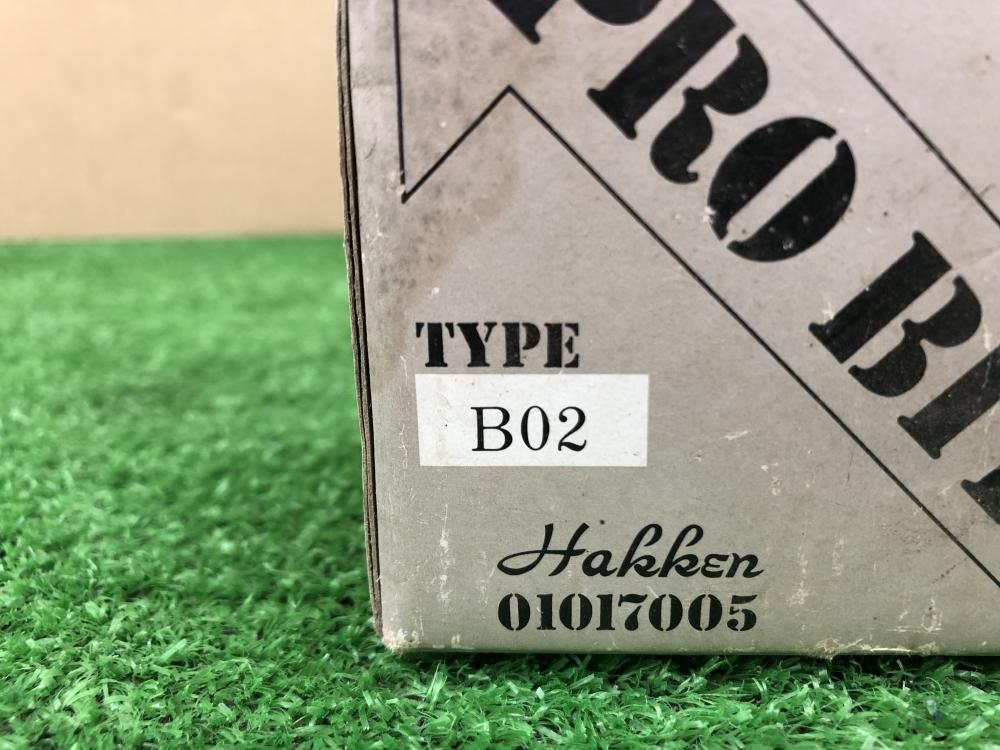 PRO
TYPE
B02
Hakken
01017005